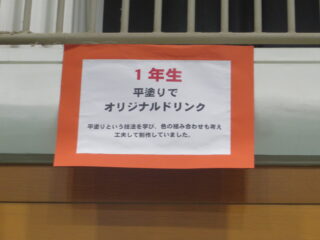 1年生
平塗りで
オリジナルドリンク
平塗りという技法を学び、色の組み合わせも考え
工夫して制作していました。